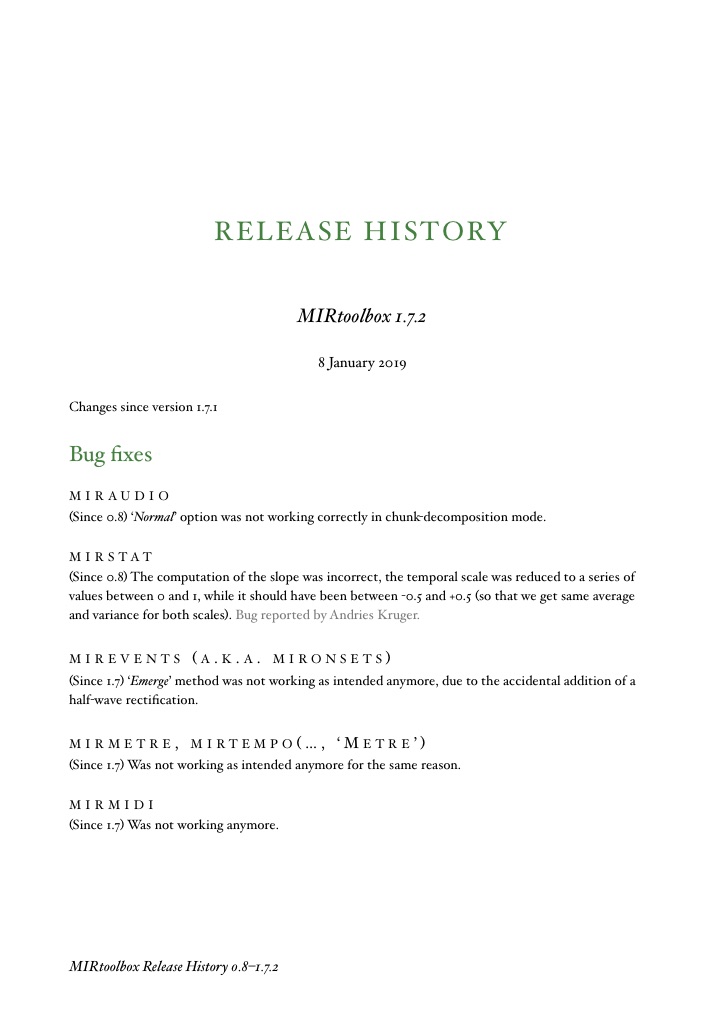 RELEASE HISTORY
MIRtoolbox 1.7.2
8 January 2019
Changes since version 1.7.1
Bug fixes
MIRAUDIO
(Since 0.8) ‘Normal’ option was not working correctly in chunk-decomposition mode.
MIRSTAT
(Since 0.8) The computation of the slope was incorrect, the temporal scale was reduced to a series of
values between 0 and 1, while it should have been between -0.5 and +0.5 (so that we get same average
and variance for both scales). Bug reported by Andries Kruger.
MIREVENTS (A.K.A. MIRONSETS)
(Since 1.7) ‘Emerge’ method was not working as intended anymore, due to the accidental addition of a
half-wave rectification.
MIRMETRE, MIRTEMPO(…, ‘METRE’)
(Since 1.7) Was not working as intended anymore for the same reason.
MIRMIDI
(Since 1.7) Was not working anymore.
MIRtoolbox Release History 0.8–1.7.2